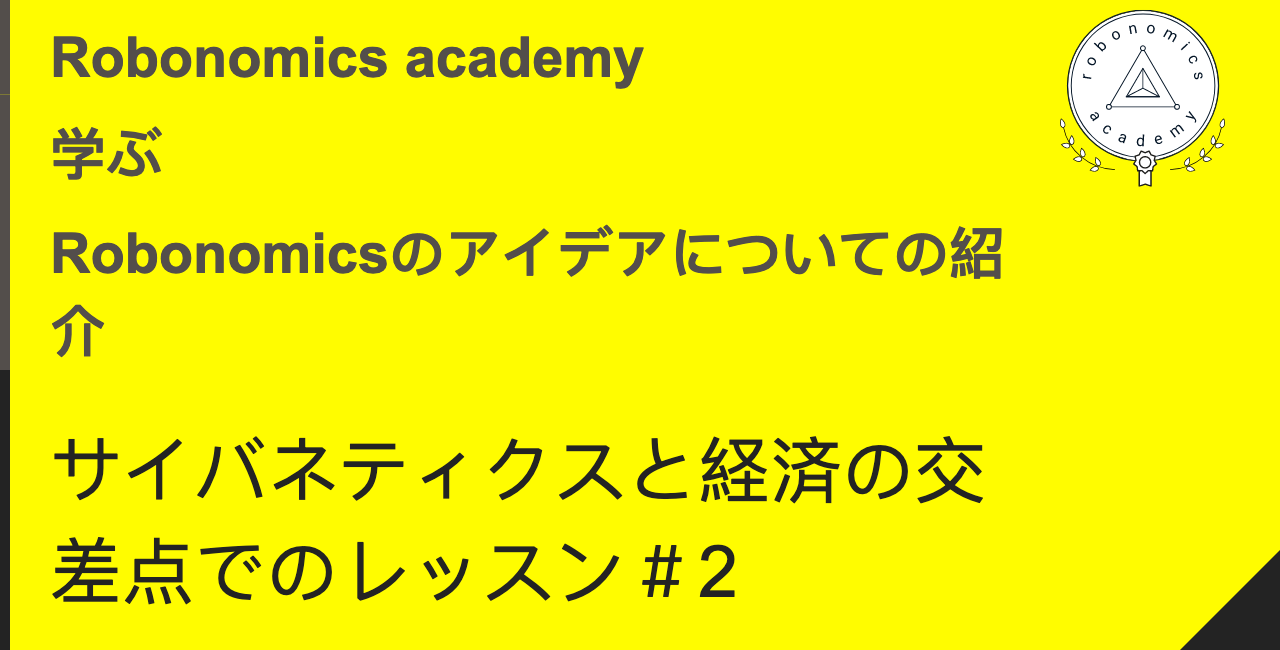 Robonomics academy
学ぶ
Robonomicsのアイデアについての紹
介
サイバネティクスと経済の交
差点でのレッスン＃２
robonomics
academy